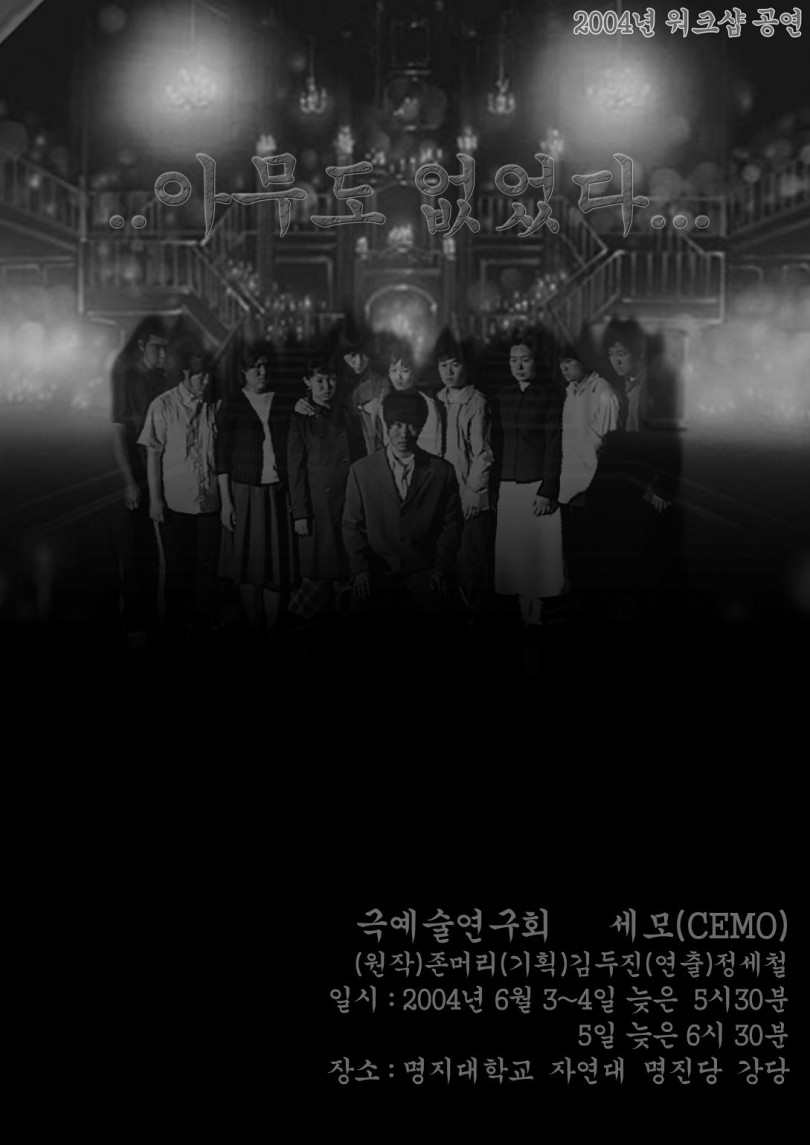 2004년 워크샵 공연
..아무도 없었다...
극예술연구회 세모(CEMO)
(원작)존머리(기획)김두진(연출)정세철
일시 : 2004년 6월 3~4일 늦은 5시30분
5일 늦은 6시 30분
장소 : 명지대학교 자연대 명진당 강당